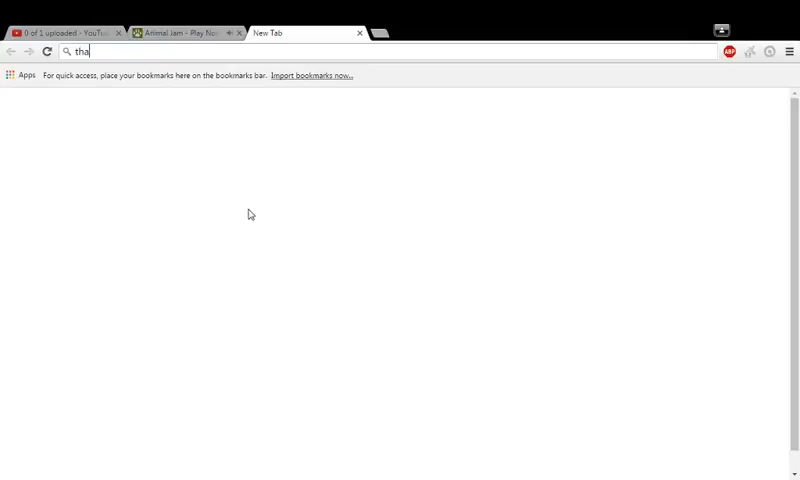 0 of 1 uploaded - YouTu
Animal Jam - Play No
New Tab
tha
ABP
Apps
For quick access, place your bookmarks here on the bookmarks bar. Import bookmarks now...